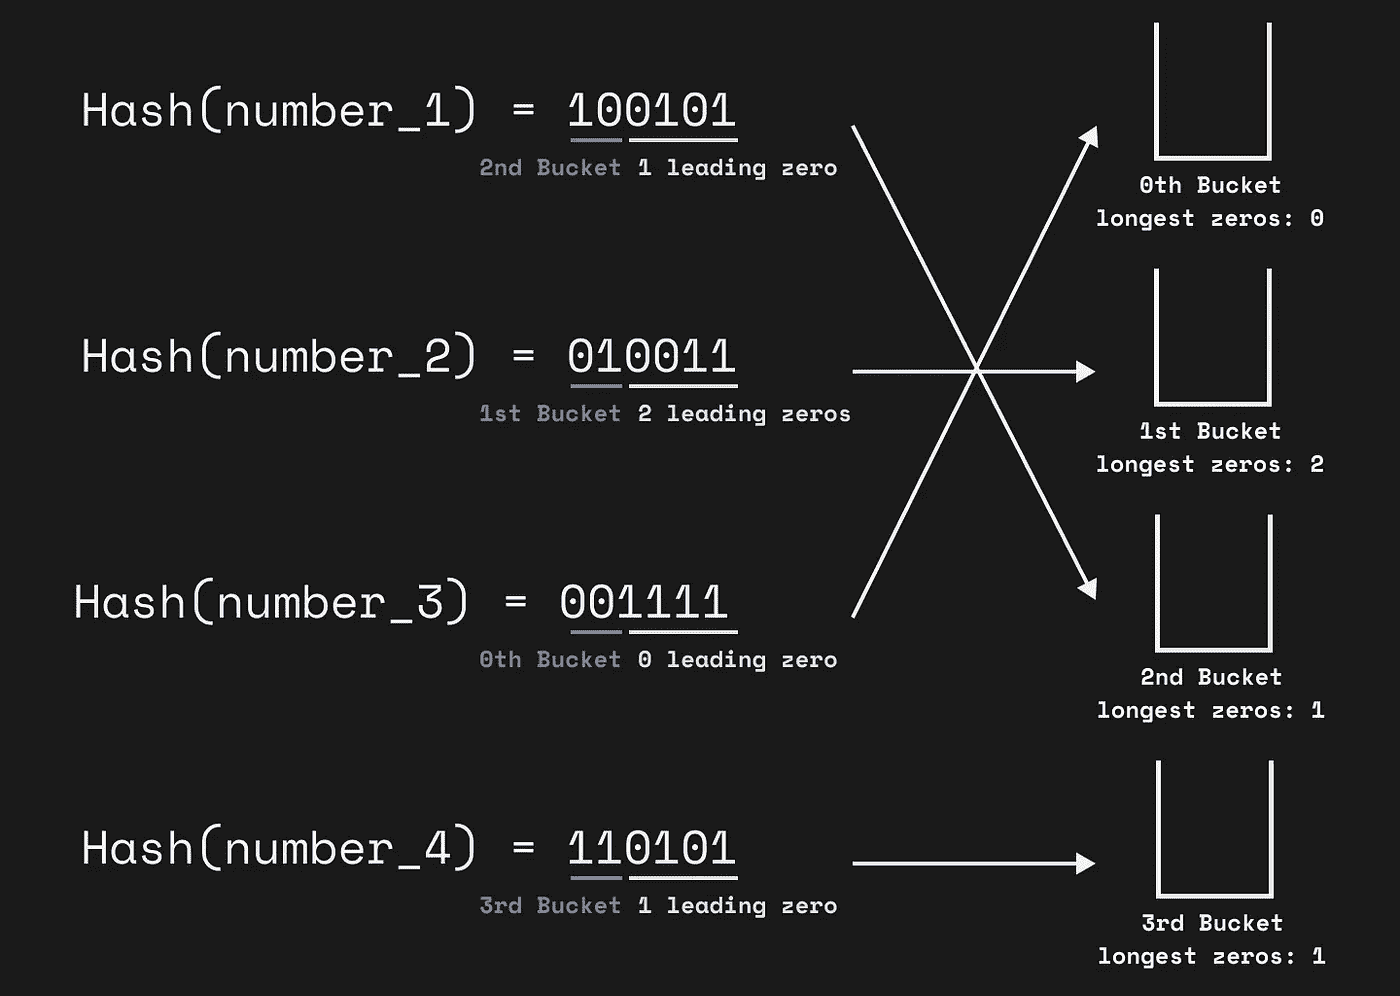 Hash(number_1) = 100101
2nd Bucket 1 leading zero
0th Bucket
longest zeros: 0
Hash(number_2) = 010011
1st Bucket 2 leading zeros
1st Bucket
longest zeros: 2
Hash(number_3) = 001111
0th Bucket 0 leading zero
2nd Bucket
longest zeros: 1
Hash(number_4) = 110101
3rd Bucket 1 leading zero
3rd Bucket
longest zeros: 1